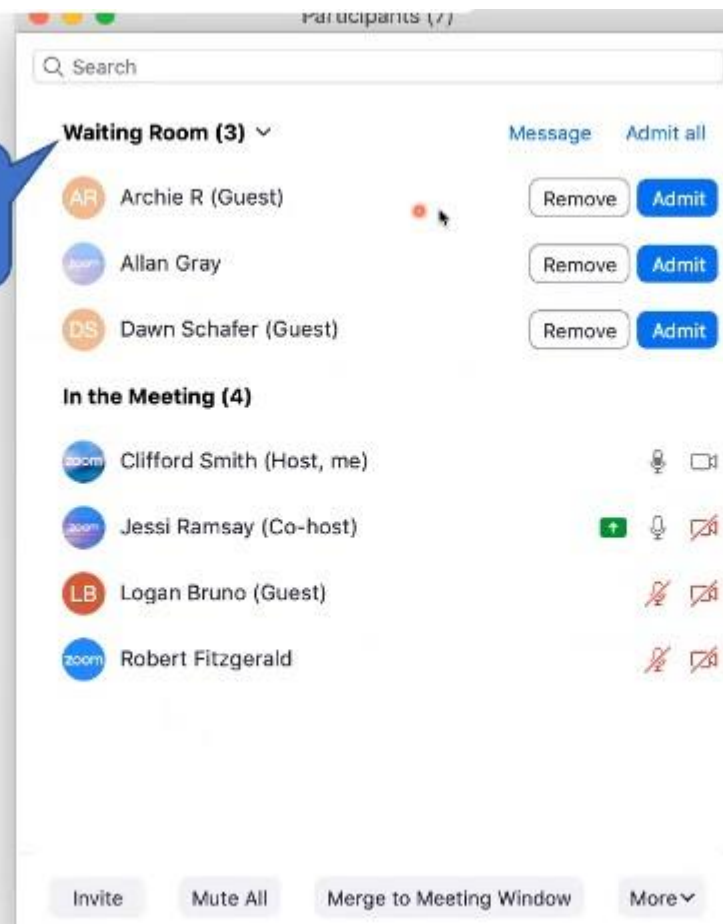 Participants (7)
Search
Waiting Room (3) Message Admit all
AR Archie R (Guest) Remove Admit
zoom Allan Gray Remove Admit
DS Dawn Schafer (Guest) Remove Admit
In the Meeting (4)
zoom Clifford Smith (Host, me)
zoom Jessi Ramsay (Co-host)
LB Logan Bruno (Guest)
zoom Robert Fitzgerald
Invite Mute All Merge to Meeting Window More